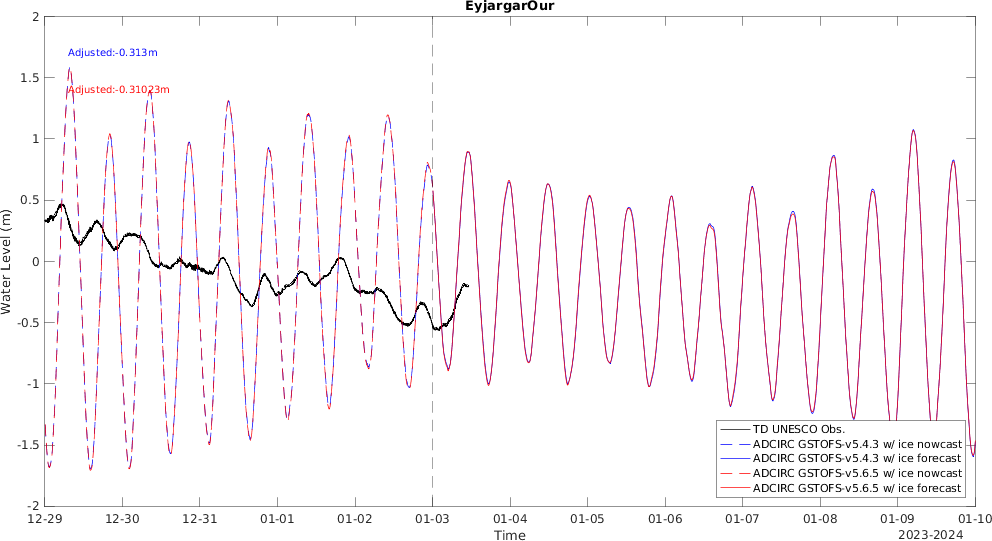 EyjargarOur
2
1.5
1
0.5
0
-0.5
-1
-1.5
-2
Water Level (m)
Adjusted:-0.313m
Adjusted:-0.31023m
TD UNESCO Obs.
ADCIRC GSTOFS-v5.4.3 w/ ice nowcast
ADCIRC GSTOFS-v5.4.3 w/ ice forecast
ADCIRC GSTOFS-v5.6.5 w/ ice nowcast
ADCIRC GSTOFS-v5.6.5 w/ ice forecast
12-29 12-30 12-31 01-01 01-02 01-03 01-04 01-05 01-06 01-07 01-08 01-09 01-10
Time
2023-2024